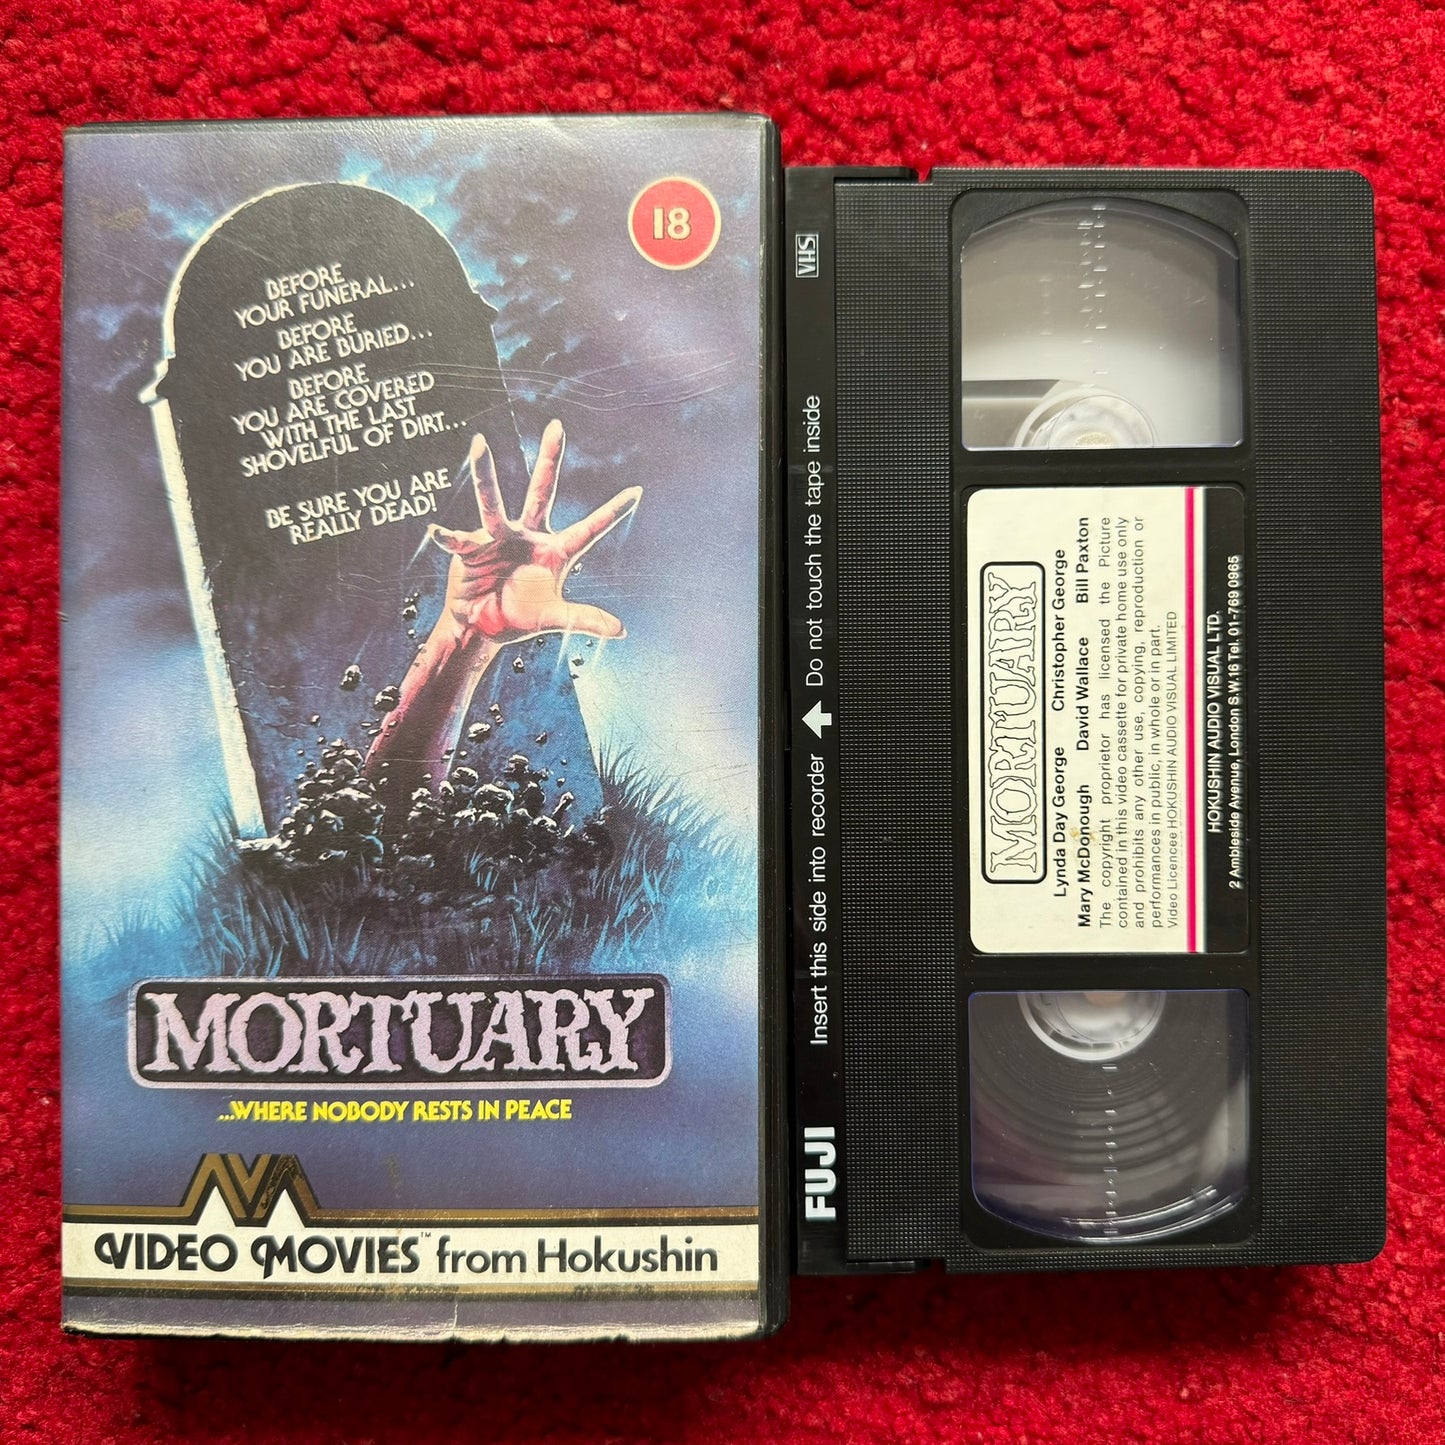 18
BEFORE
YOUR FUNERAL...
BEFORE
YOU ARE BURIED...
BEFORE
YOU ARE COVERED
WITH THE LAST
SHOVELFUL OF DIRT...
BE SURE YOU ARE
REALLY DEAD!
MORTUARY
...WHERE NOBODY RESTS IN PEACE
VIDEO MOVIES™ from Hokushin
VHS
Insert this side into recorder Do not touch the tape inside
FUJI
MORTUARY
Lynda Day George Christopher George
Mary McDonough David Wallace Bill Paxton
The copyright proprietor has licensed the Picture
contained in this video cassette for private home use only
and prohibits any other use, copying, reproduction or
performances in public, in whole or in part.
Video Licencee HOKUSHIN AUDIO VISUAL LIMITED
HOKUSHIN AUDIO VISUAL LTD.
2 Ambleside Avenue, London S.W.16 Tel. 01-769 0965